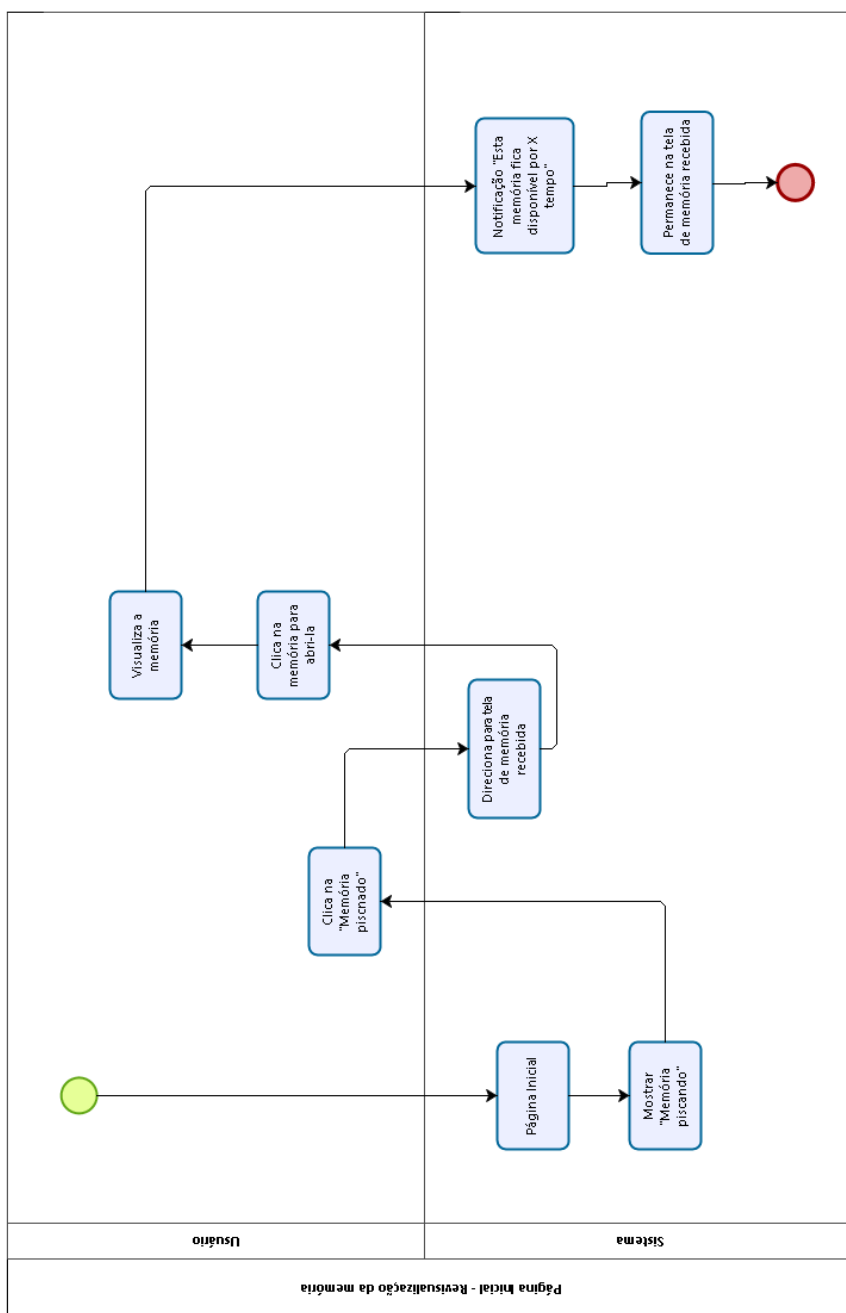 Página Inicial - Revisualização da memória
Usuário
Sistema
Página Inicial
Mostrar
"Memória
piscando"
Clica na
"Memória
piscnado"
Direciona para tela
de memória
recebida
Clica na
memória para
abri-la
Visualiza a
memória
Notificação "Esta
memória fica
disponível por X
tempo"
Permanece na tela
de memória recebida